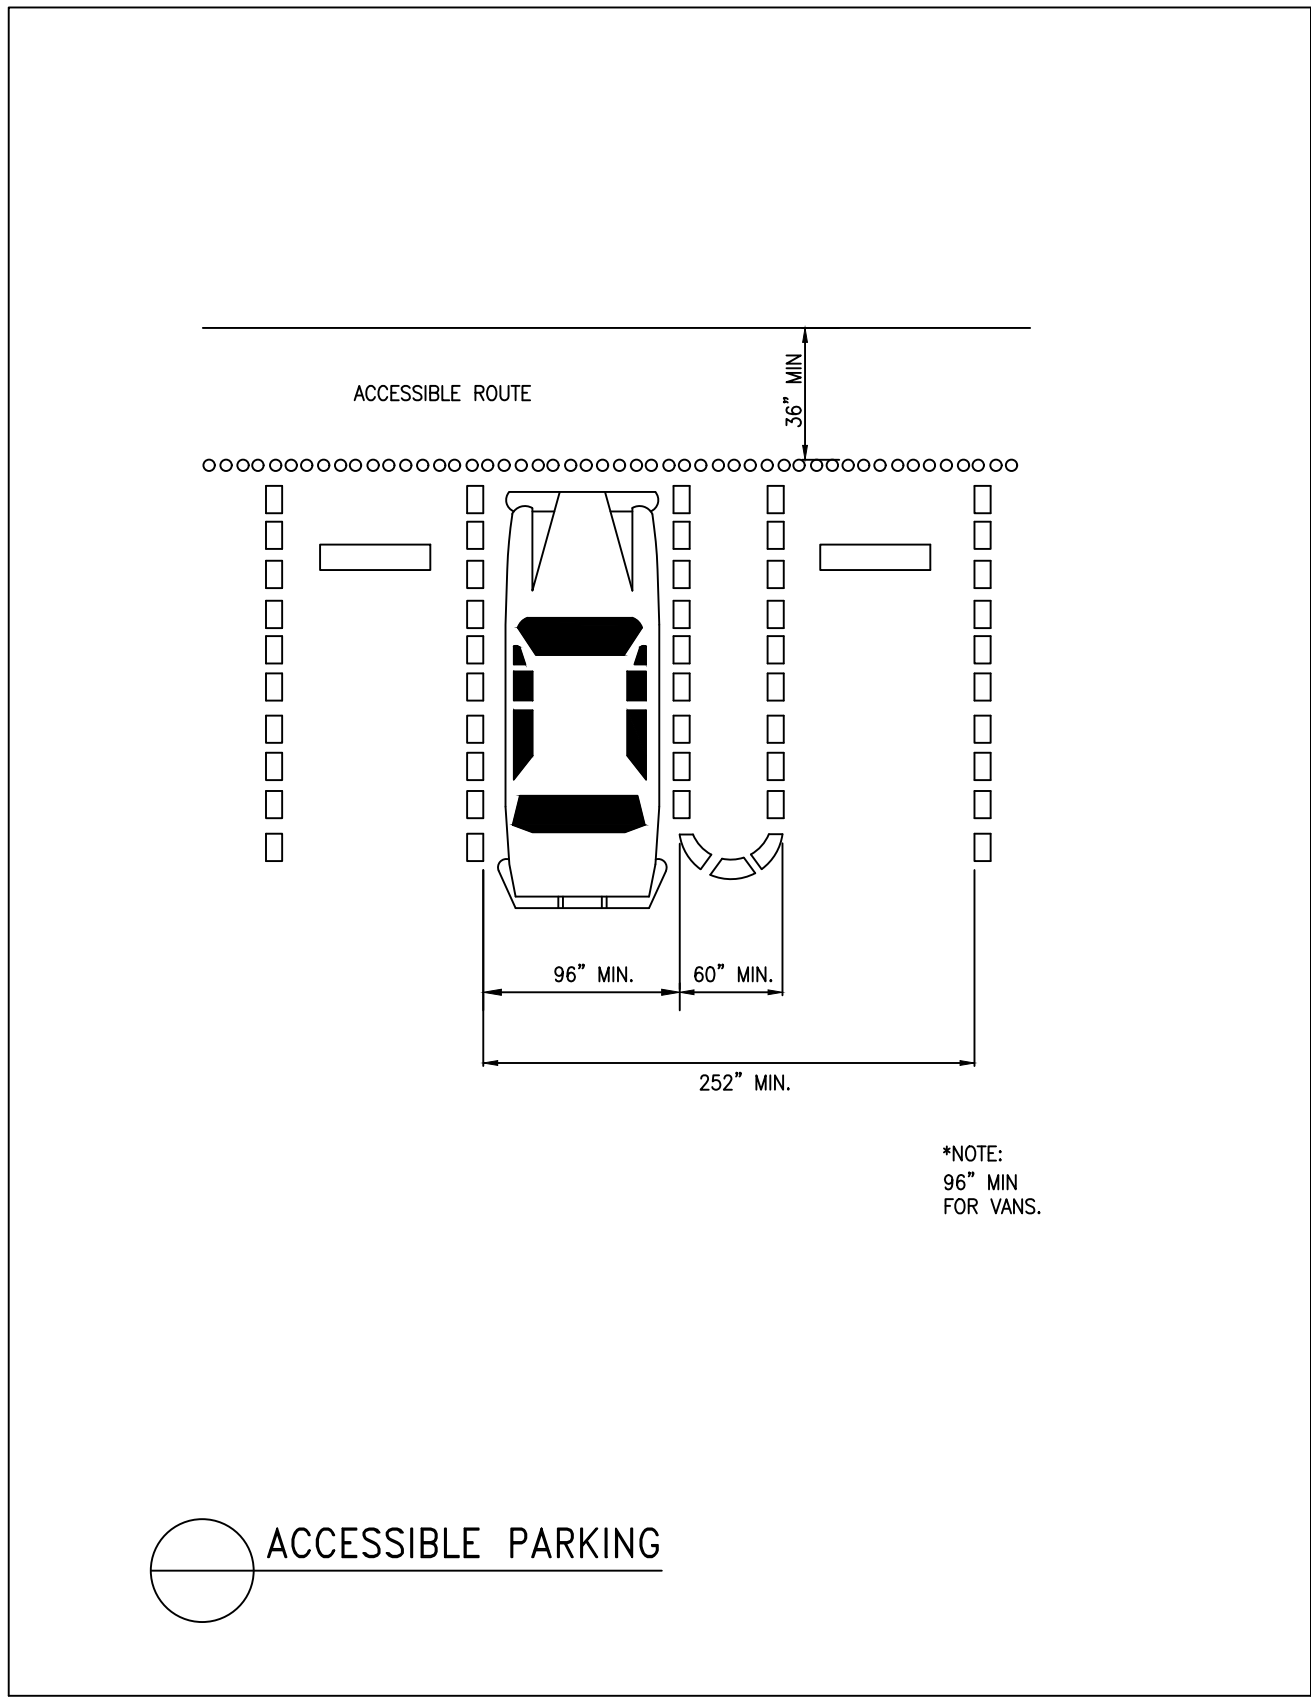 ACCESSIBLE ROUTE
36" MIN
96" MIN.
60" MIN.
252" MIN.
*NOTE:
96" MIN
FOR VANS.
ACCESSIBLE PARKING